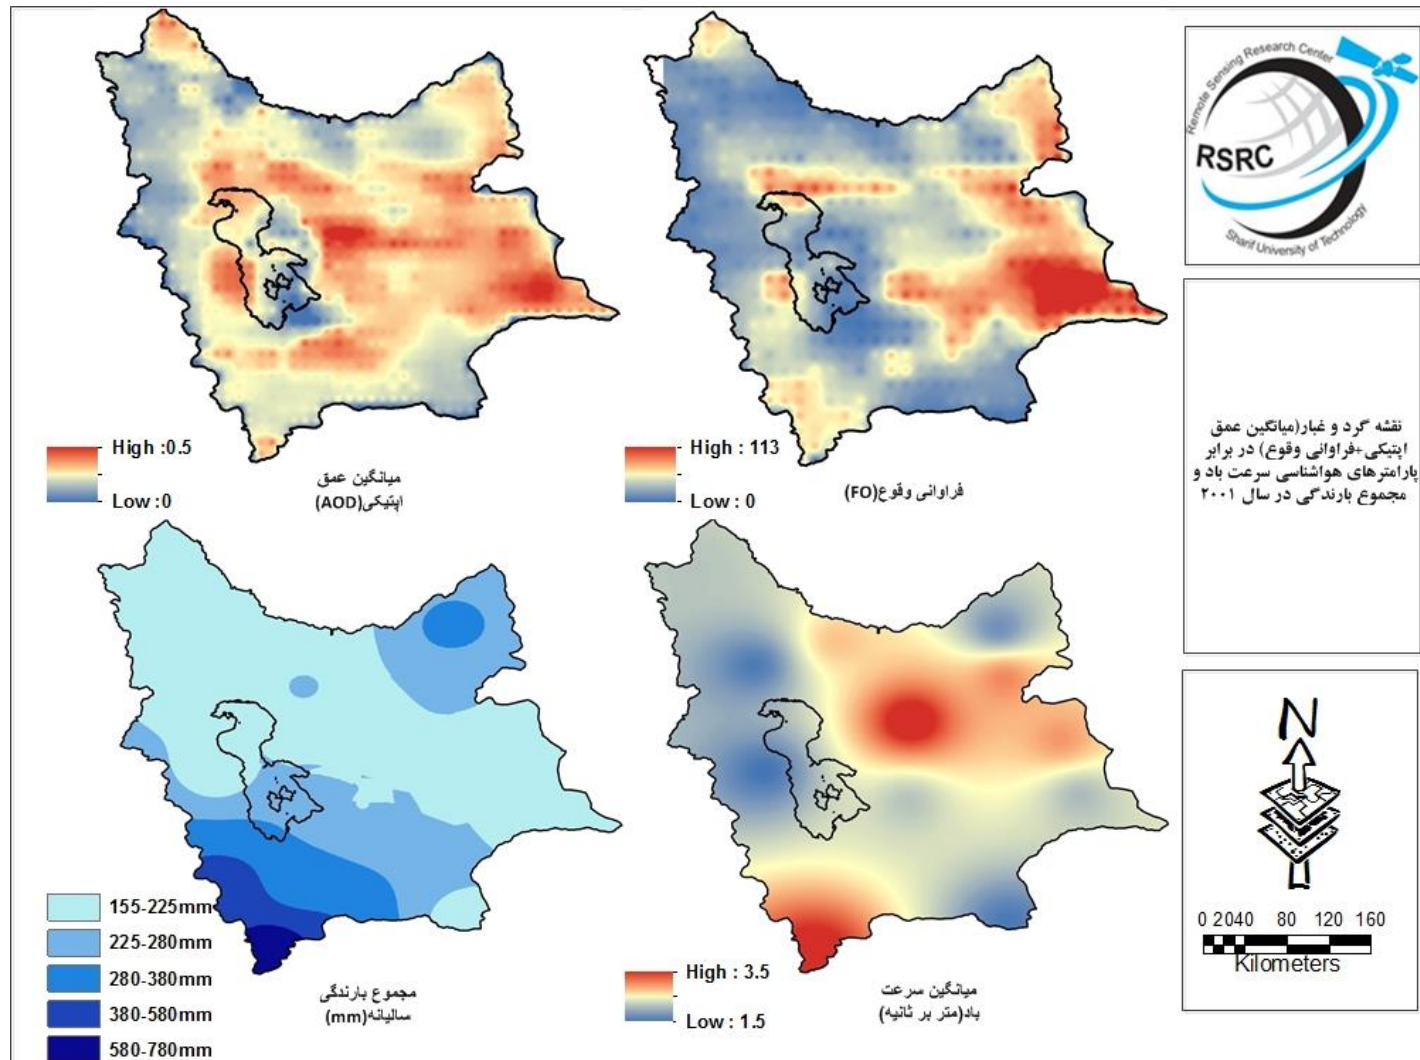 High :0.5
Low :0
میانگین عمق
اپتیکی(AOD)
High : 113
Low : 0
فراوانی وقوع(FO)
155-225mm
225-280mm
280-380mm
380-580mm
580-780mm
مجموع بارندگی
سالیانه(mm)
High : 3.5
Low : 1.5
میانگین سرعت
باد(متر بر ثانیه)
Remote Sensing Research Center
RSRC
Sharif University of Technology
نقشه گرد و غبار(میانگین عمق
اپتیکی+فراوانی وقوع) در برابر
پارامترهای هواشناسی سرعت باد و
مجموع بارندگی در سال ۲۰۰۱
N
0 2040 80 120 160
Kilometers